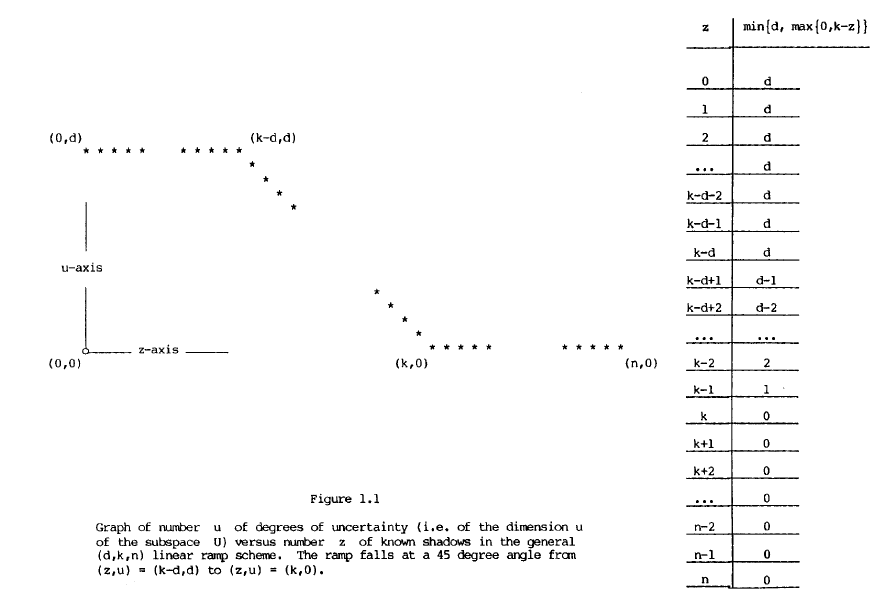 (0,d)
(k-d,d)
* * * * * * * * * *
*
*
*
*
u-axis
*
*
*
*
* * * * * * * * * *
z-axis
(0,0)
(k,0)
(n,0)
Figure 1.1
Graph of number u of degrees of uncertainty (i.e. of the dimension u
of the subspace U) versus number z of known shadows in the general
(d,k,n) linear ramp scheme. The ramp falls at a 45 degree angle from
(z,u) = (k-d,d) to (z,u) = (k,0).
z min{d, max{0,k-z}}
0 d
1 d
2 d
... d
k-d-2 d
k-d-1 d
k-d d
k-d+1 d-1
k-d+2 d-2
... ...
k-2 2
k-1 1
k 0
k+1 0
k+2 0
... 0
n-2 0
n-1 0
n 0